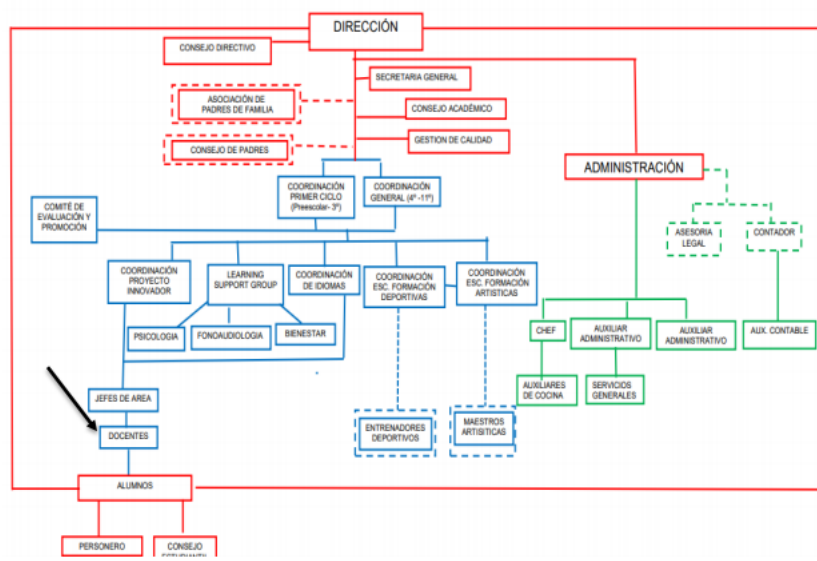 DIRECCIÓN
CONSEJO DIRECTIVO
SECRETARIA GENERAL
ASOCIACIÓN DE
PADRES DE FAMILIA
CONSEJO ACADÉMICO
CONSEJO DE PADRES
GESTION DE CALIDAD
ADMINISTRACIÓN
COORDINACIÓN
PRIMER CICLO
(Preescolar- 3º)
COORDINACIÓN
GENERAL (4º -11º)
COMITÉ DE
EVALUACIÓN Y
PROMOCIÓN
ASESORIA
LEGAL
CONTADOR
COORDINACIÓN
PROYECTO
INNOVADOR
LEARNING
SUPPORT GROUP
COORDINACIÓN
DE IDIOMAS
COORDINACIÓN
ESC. FORMACIÓN
DEPORTIVAS
COORDINACIÓN
ESC. FORMACIÓN
ARTISTICAS
PSICOLOGIA
FONOAUDIOLOGIA
BIENESTAR
CHEF
AUXILIAR
ADMINISTRATIVO
AUXILIAR
ADMINISTRATIVO
AUX. CONTABLE
AUXILIARES
DE COCINA
SERVICIOS
GENERALES
JEFES DE AREA
DOCENTES
ENTRENADORES
DEPORTIVOS
MAESTROS
ARTISITICAS
ALUMNOS
PERSONERO
CONSEJO